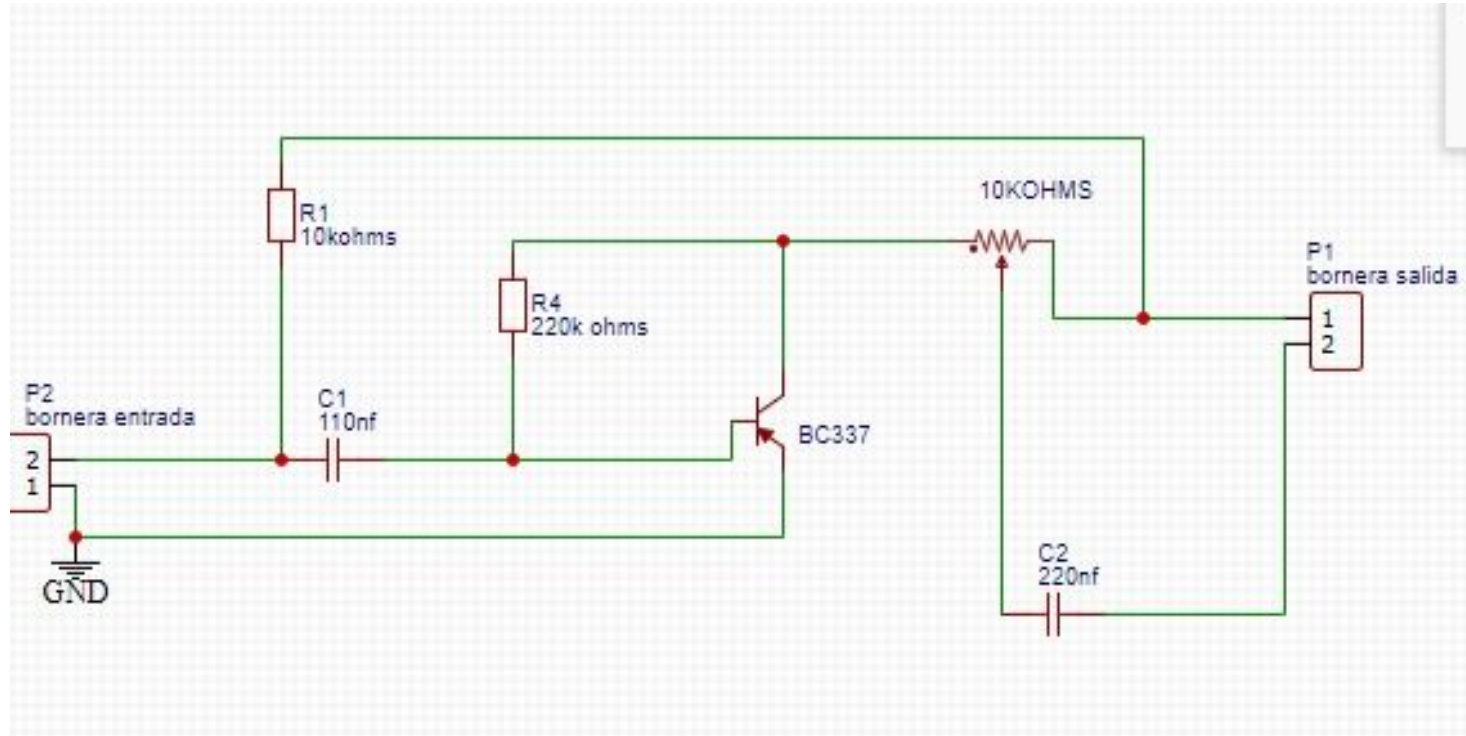 10KOHMS
R1
10kohms
P1
bornera salida
1
2
R4
220k ohms
P2
bornera entrada
2
1
C1
110nf
BC337
GND
C2
220nf